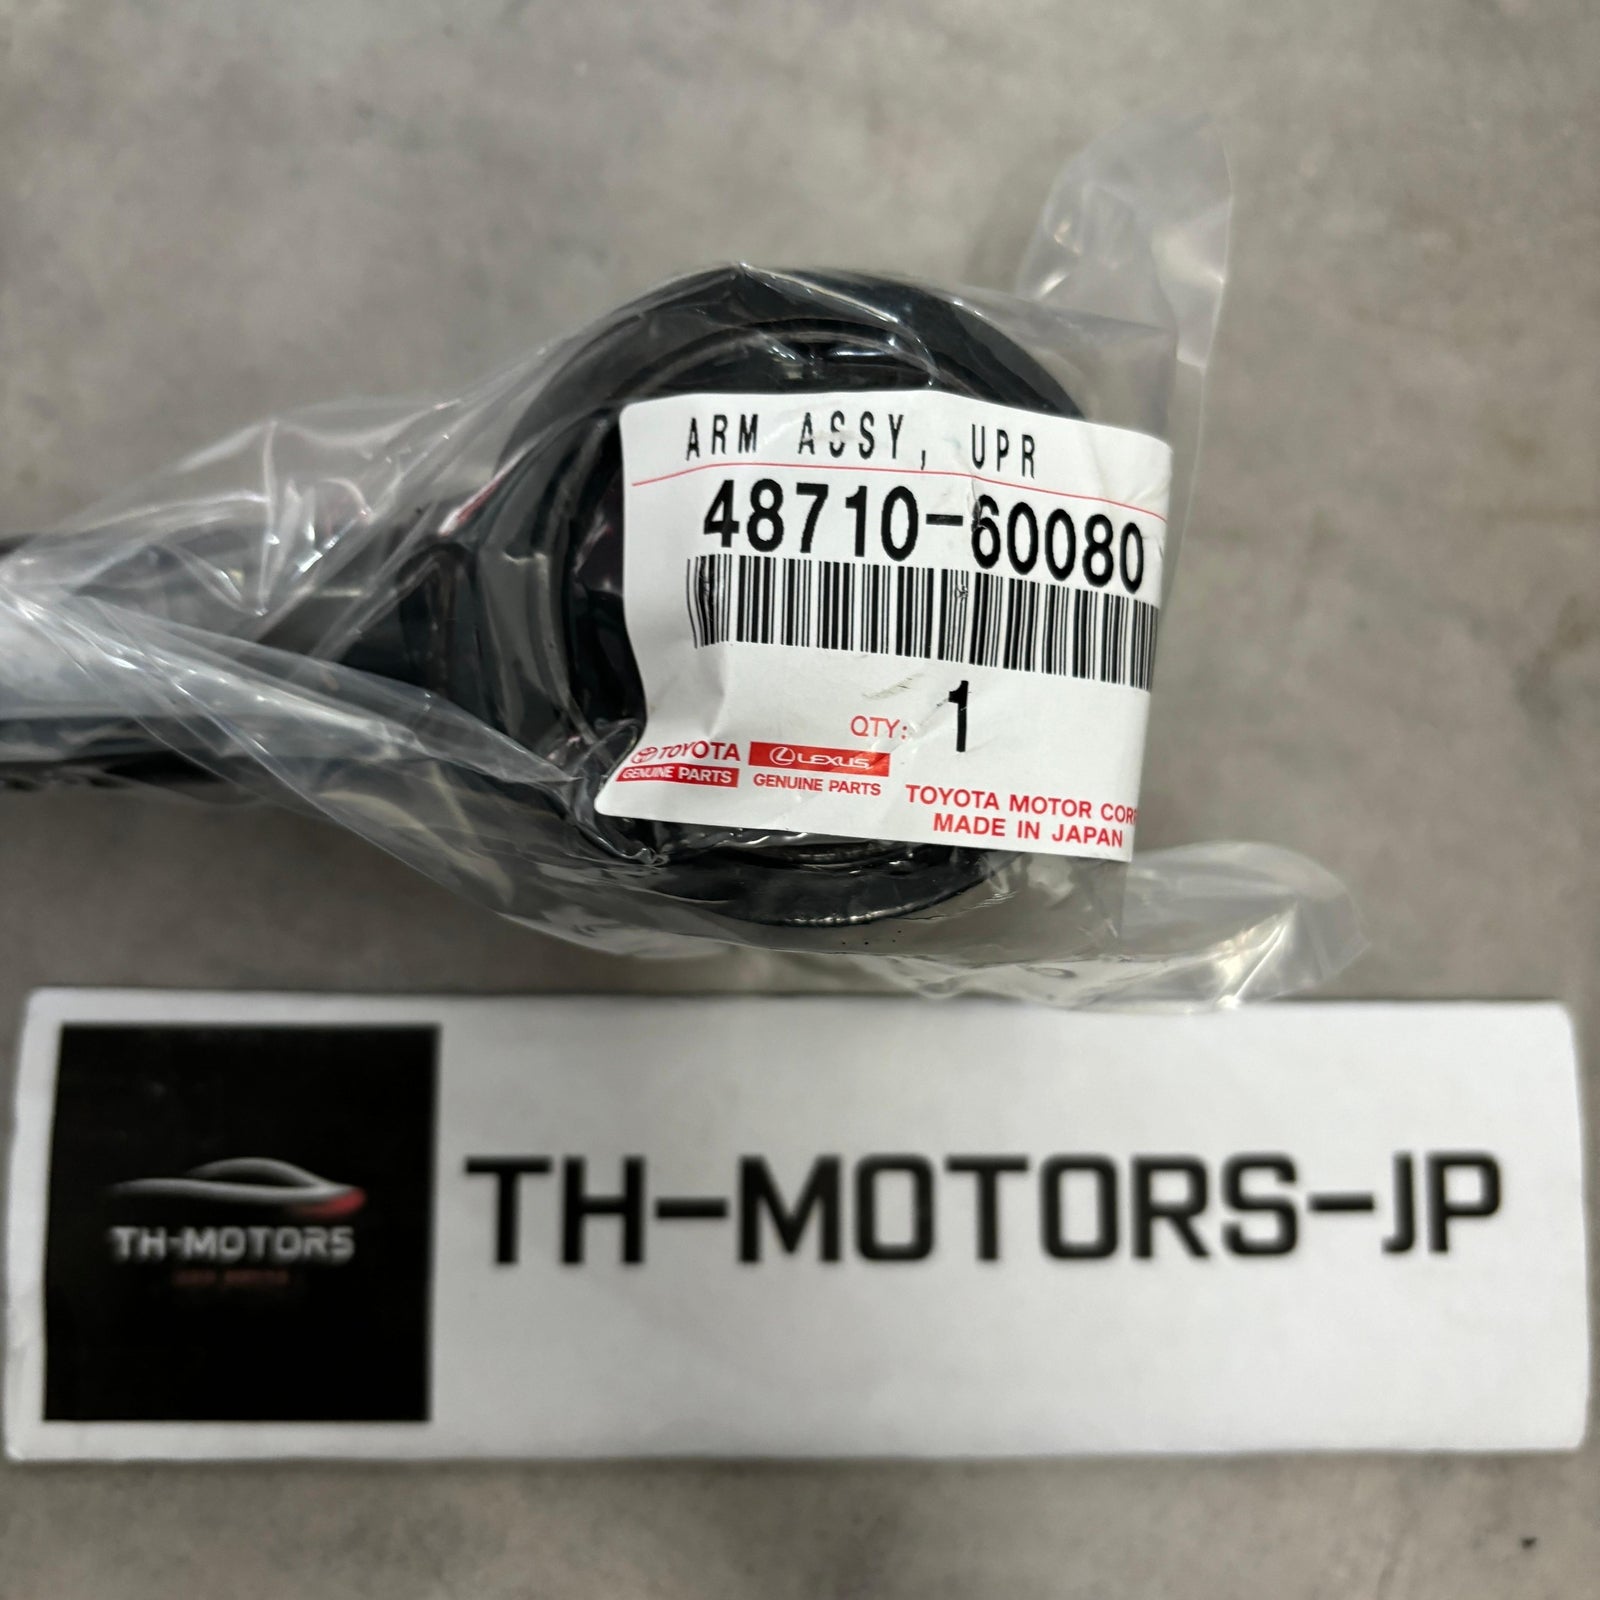 ARM ASSY, UPR
48710-60080
QTY: 1
TOYOTA
GENUINE PARTS
LEXUS
GENUINE PARTS
TOYOTA MOTOR CORP
MADE IN JAPAN
TH-MOTORS
TH-MOTORS-JP